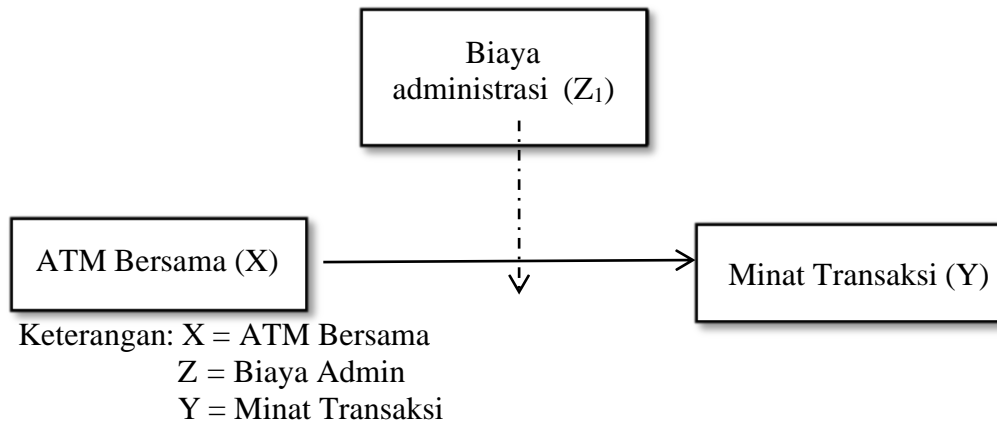 Biaya
administrasi (Z₁)
ATM Bersama (X)
Minat Transaksi (Y)
Keterangan: X = ATM Bersama
Z = Biaya Admin
Y = Minat Transaksi